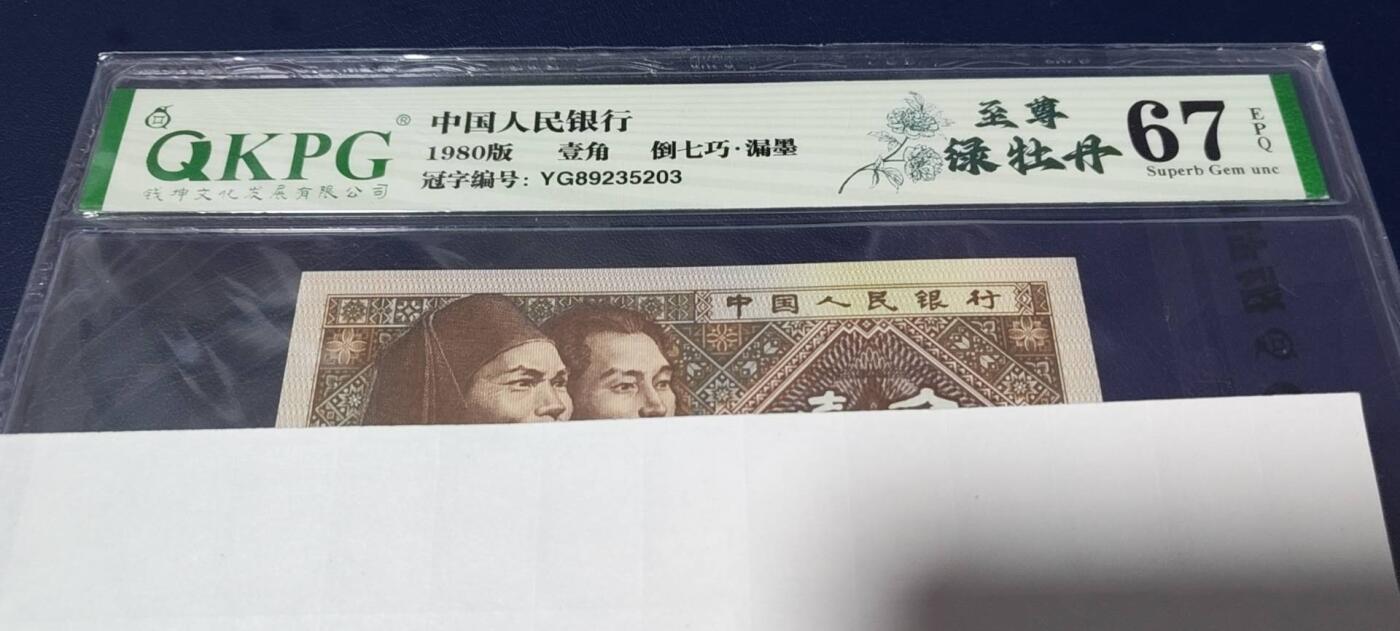 QKPG®
钱坤文化发展有限公司
中国人民银行
1980版 壹角 倒七巧·漏墨
冠字编号: YG89235203
至尊
绿牡丹
67
EPQ
Superb Gem unc
中国人民银行